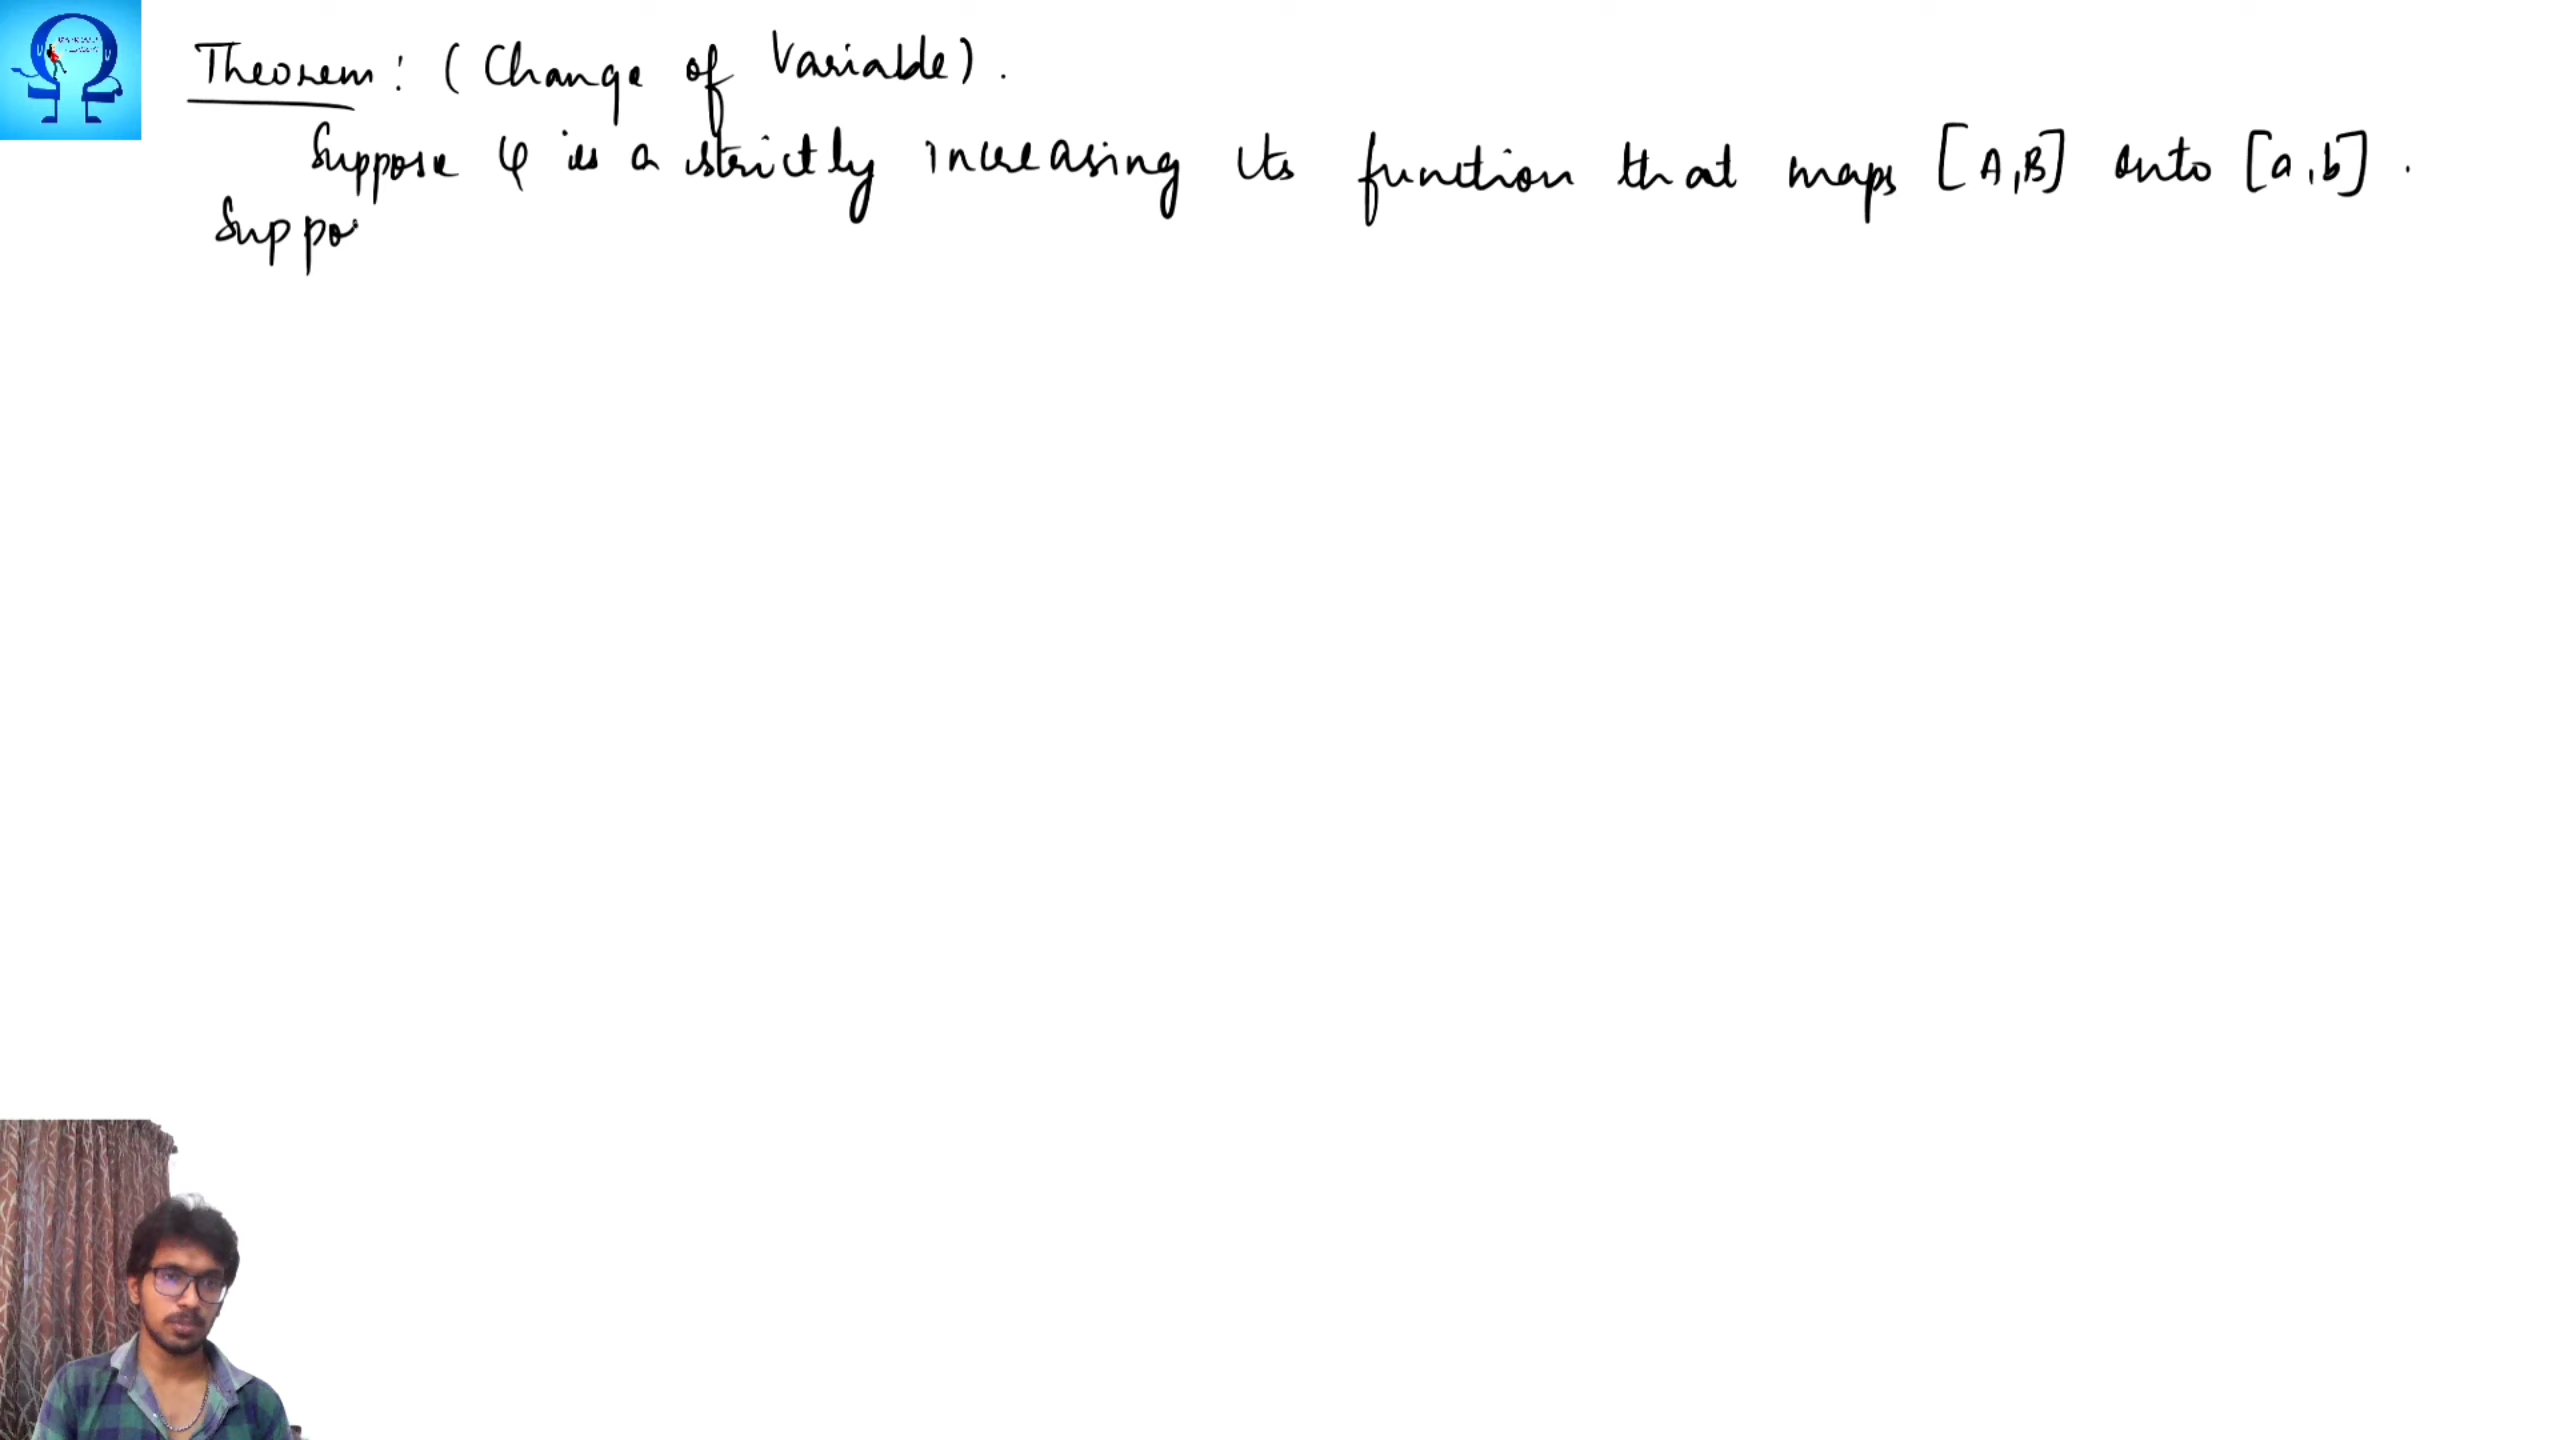 Theorem: (Change of Variable).
Suppose φ is a strictly increasing cts function that maps [A,B] onto [a,b].
Suppo